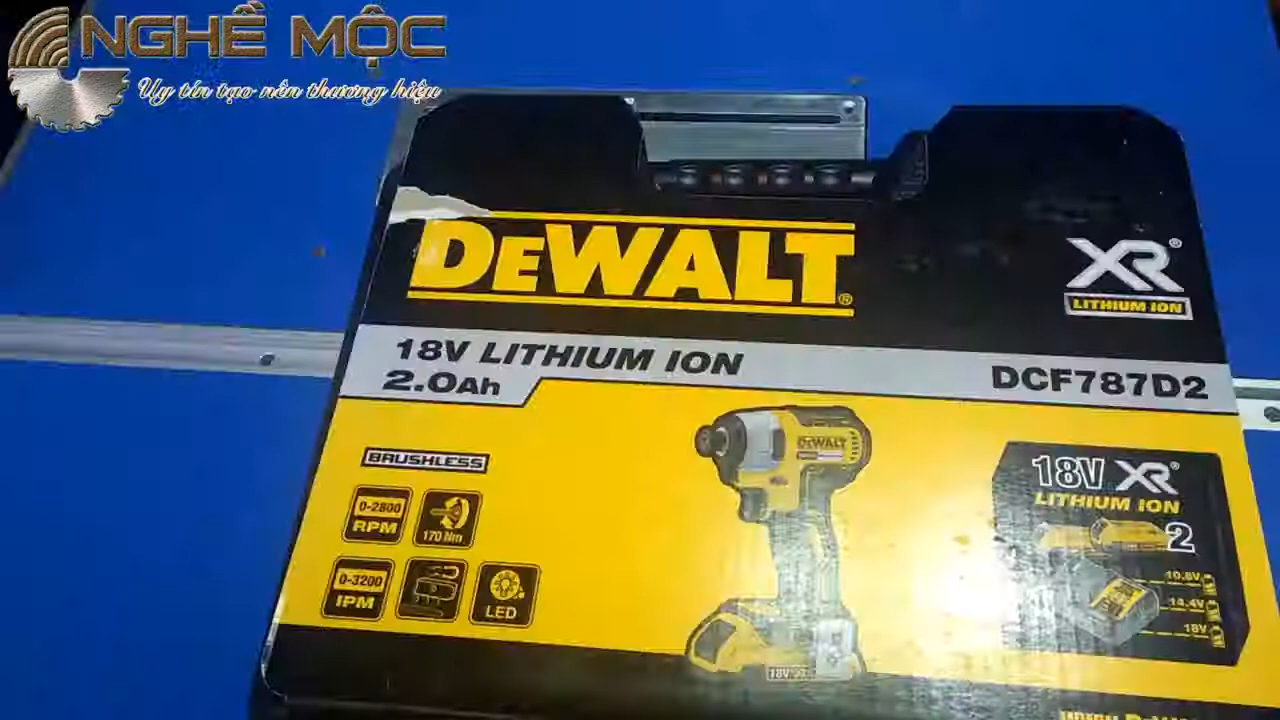 NGHỀ MỘC
Uy tín tạo nên thương hiệu
DEWALT®
XR®
LITHIUM ION
18V LITHIUM ION
2.0Ah
DCF787D2
BRUSHLESS
0-2800
RPM
170 Nm
0-3200
IPM
LED
DEWALT
18V XR®
LITHIUM ION
2
10.8V
14.4V
18V
18V